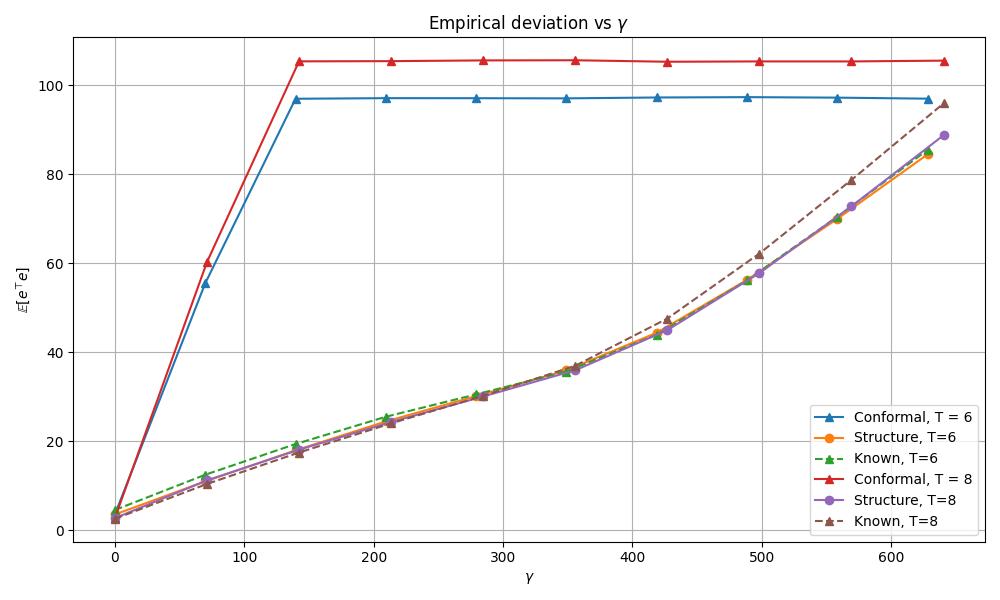 Empirical deviation vs γ
𝔼[e⊤e]
100
80
60
40
20
0
0 100 200 300 400 500 600
γ
Conformal, T = 6
Structure, T=6
Known, T=6
Conformal, T = 8
Structure, T=8
Known, T=8